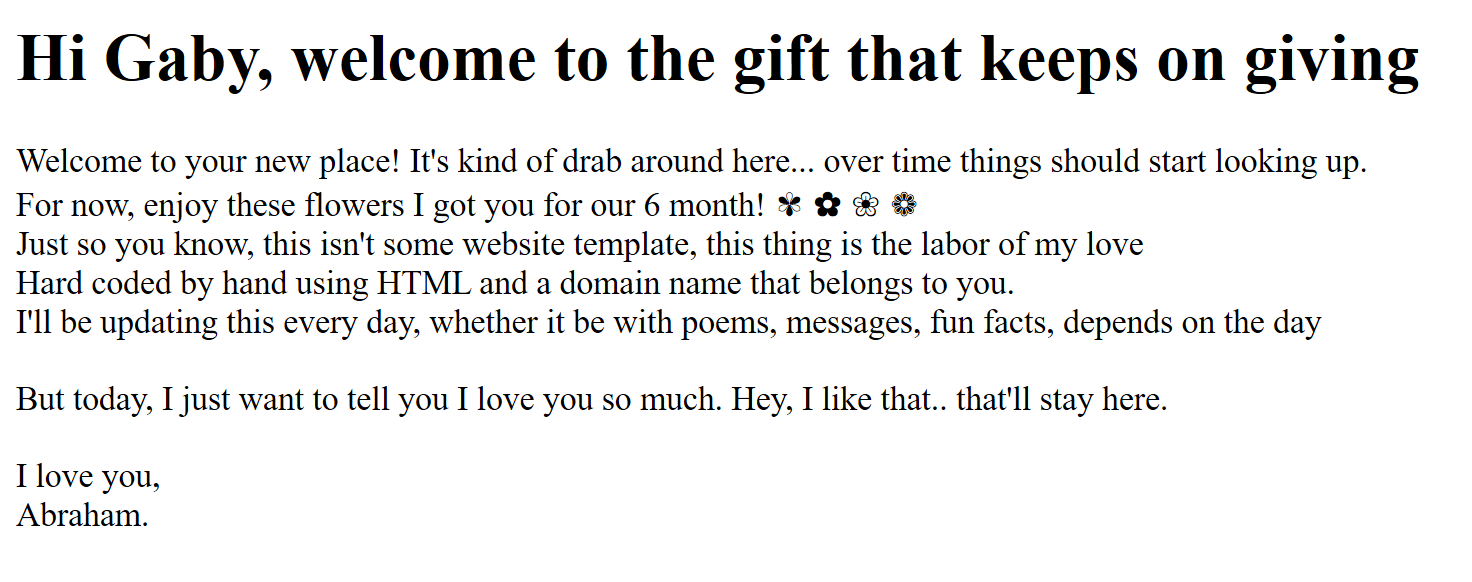 Hi Gaby, welcome to the gift that keeps on giving
Welcome to your new place! It's kind of drab around here... over time things should start looking up.
For now, enjoy these flowers I got you for our 6 month! ✾ ✿ ❀ ❁
Just so you know, this isn't some website template, this thing is the labor of my love
Hard coded by hand using HTML and a domain name that belongs to you.
I'll be updating this every day, whether it be with poems, messages, fun facts, depends on the day
But today, I just want to tell you I love you so much. Hey, I like that.. that'll stay here.
I love you,
Abraham.